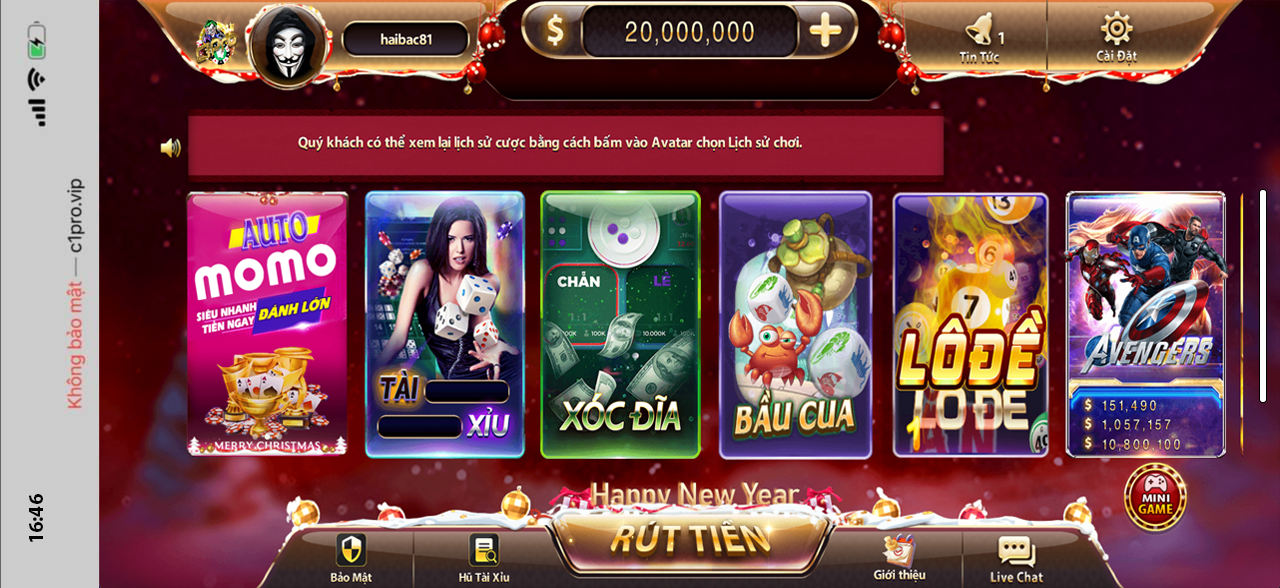 16:46
Không bảo mật — c1pro.vip
haibac81
$
20,000,000
+
1
Tin Tức
Cài Đặt
Quý khách có thể xem lại lịch sử cược bằng cách bấm vào Avatar chọn Lịch sử chơi.
AUTO
MOMO
SIÊU NHANH
TIỀN NGAY
ĐÁNH LỚN
MERRY CHRISTMAS
TÀI
XỈU
CHẴN
LẺ
XÓC ĐĨA
BẦU CUA
13
6
7
LÔ ĐỀ
LO DE
AVENGERS
$ 151,490
$ 1,057,157
$ 10,800,100
MINI
GAME
Happy New Year
RÚT TIỀN
Bảo Mật
Hũ Tài Xỉu
Giới thiệu
Live Chat